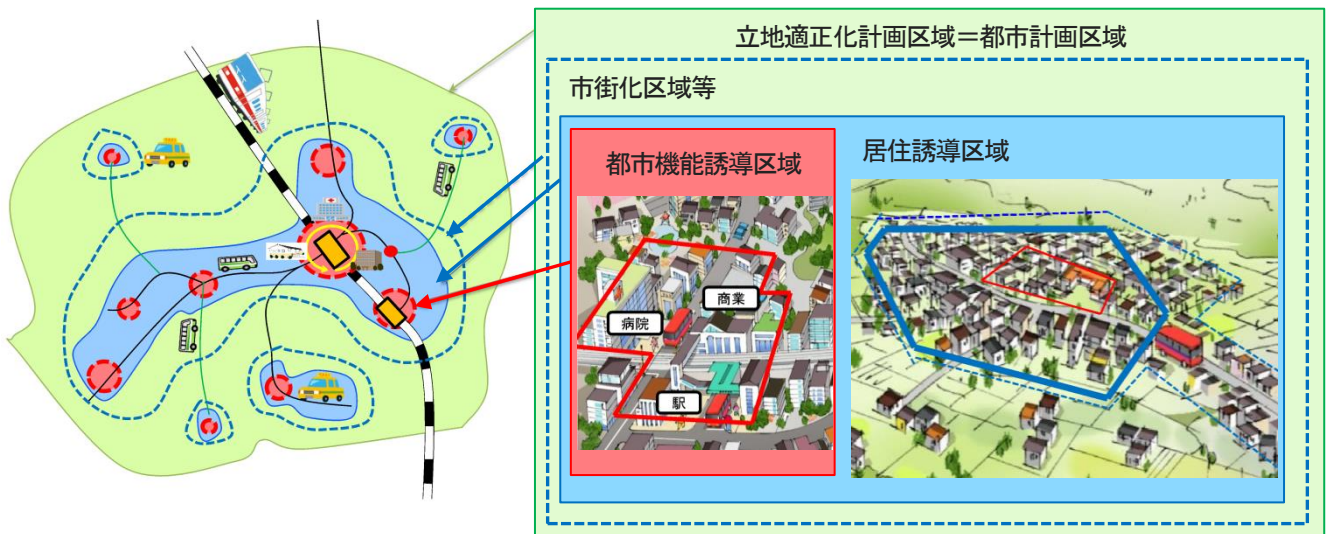 立地適正化計画区域＝都市計画区域
市街化区域等
都市機能誘導区域
居住誘導区域
商業
病院
駅